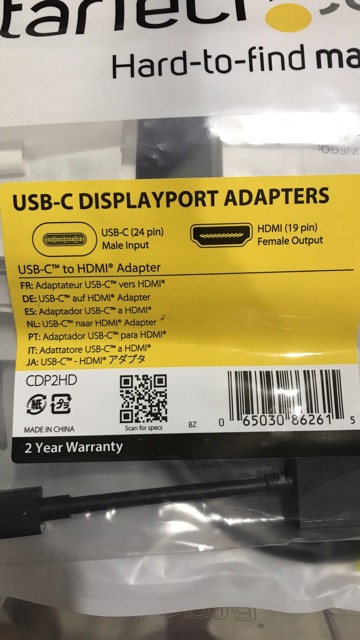 Hard-to-find ma
USB-C DISPLAYPORT ADAPTERS
USB-C (24 pin)
Male Input
HDMI (19 pin)
Female Output
USB-C™ to HDMI® Adapter
FR: Adaptateur USB-C™ vers HDMI®
DE: USB-C™ auf HDMI® Adapter
ES: Adaptador USB-C™ a HDMI®
NL: USB-C™ naar HDMI® Adapter
PT: Adaptador USB-C™ para HDMI®
IT: Adattatore USB-C™ a HDMI®
JA: USB-C™ - HDMI® アダプタ
CDP2HD
紙 プラ
MADE IN CHINA
Scan for specs
BZ
0 65030 86261 5
2 Year Warranty